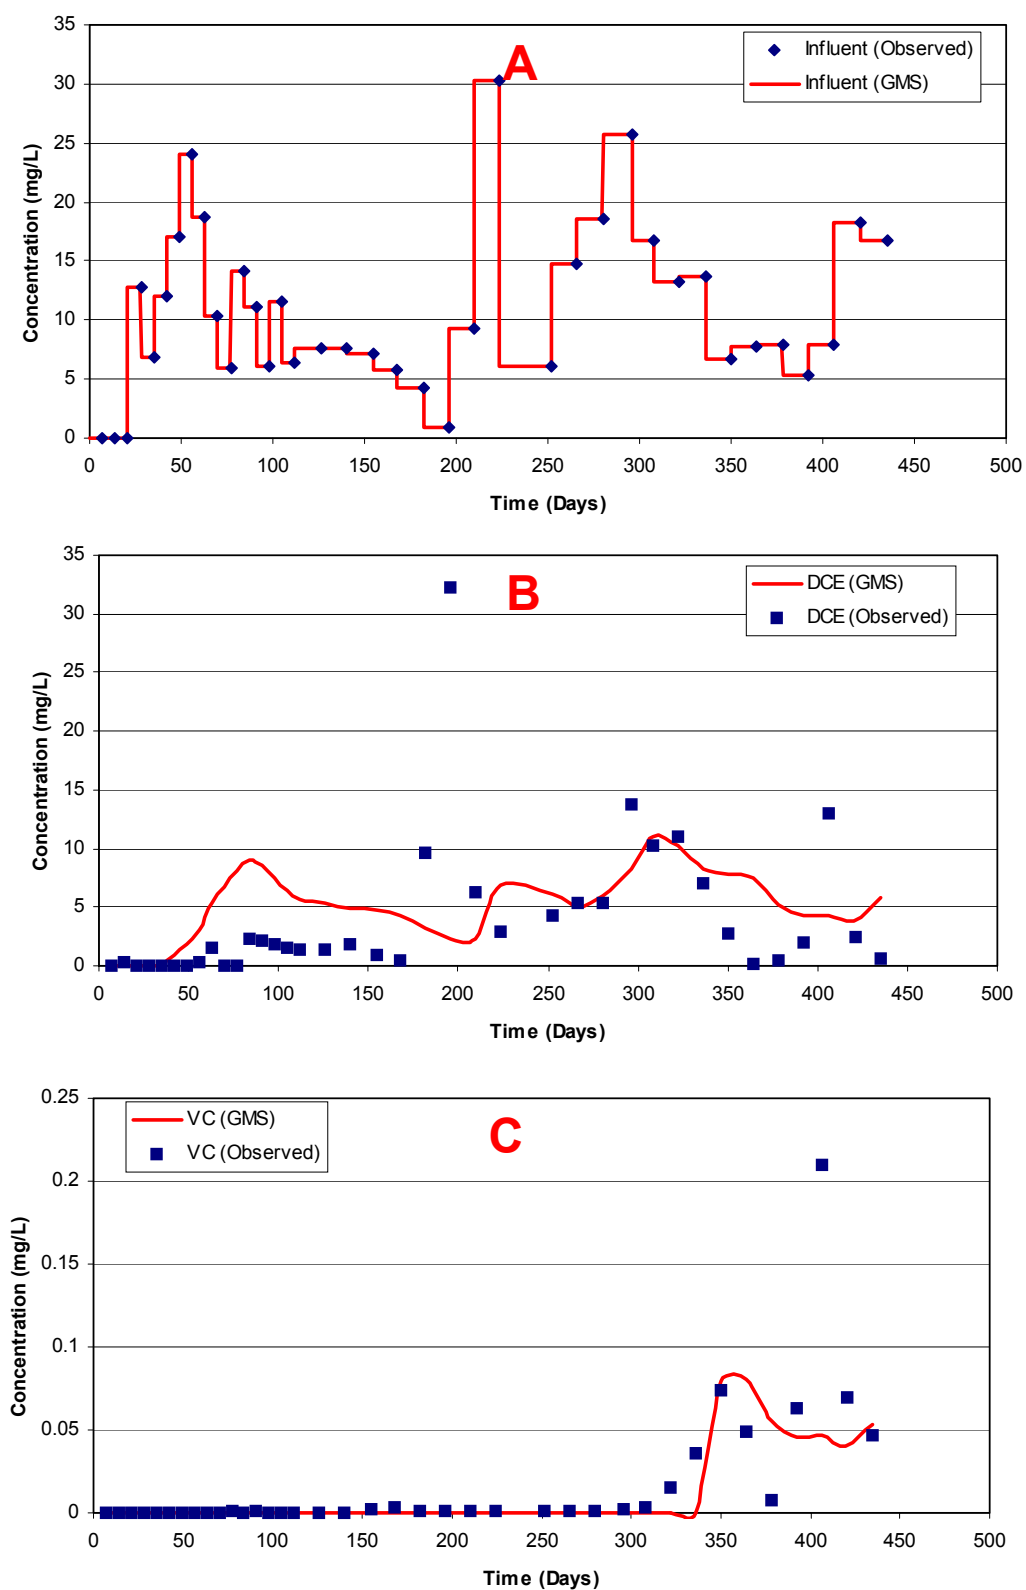 35
30
25
20
15
10
5
0
Concentration (mg/L)
A
Influent (Observed)
Influent (GMS)
0 50 100 150 200 250 300 350 400 450 500
Time (Days)
35
30
25
20
15
10
5
0
Concentration (mg/L)
B
DCE (GMS)
DCE (Observed)
0 50 100 150 200 250 300 350 400 450 500
Time (Days)
0.25
0.2
0.15
0.1
0.05
0
Concentration (mg/L)
VC (GMS)
VC (Observed)
C
0 50 100 150 200 250 300 350 400 450 500
Time (Days)